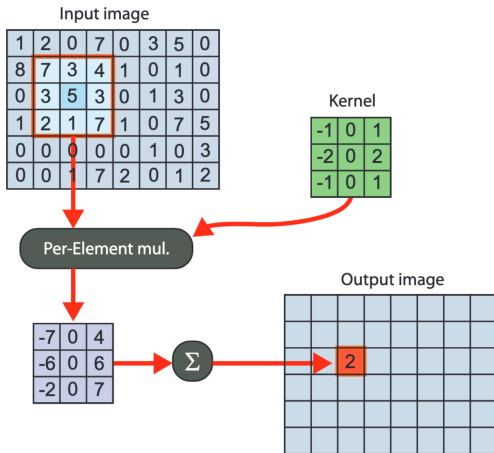 Input image
1 2 0 7 0 3 5 0
8 7 3 4 1 0 1 0
0 3 5 3 0 1 3 0
1 2 1 7 1 0 7 5
0 0 0 0 0 1 0 3
0 0 1 7 2 0 1 2
Kernel
-1 0 1
-2 0 2
-1 0 1
Per-Element mul.
Output image
2
-7 0 4
-6 0 6
-2 0 7
Σ